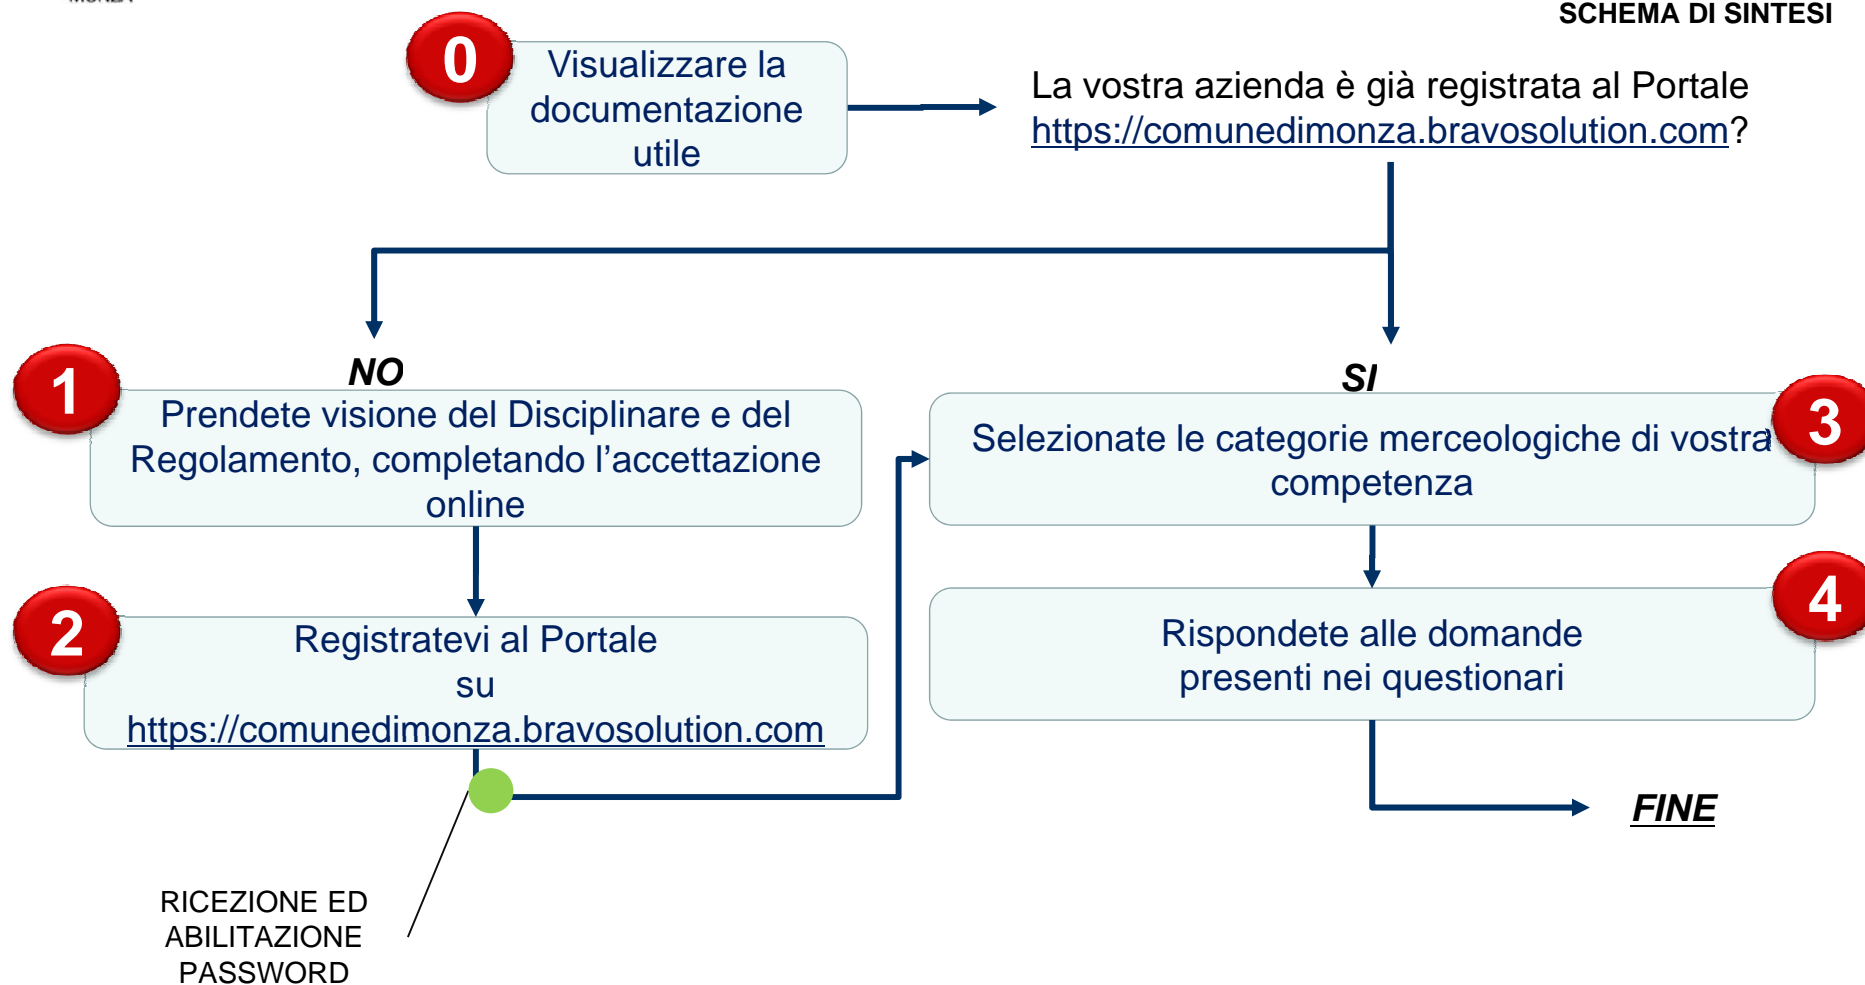 MONZA
SCHEMA DI SINTESI
0
Visualizzare la
documentazione
utile
La vostra azienda è già registrata al Portale
https://comunedimonza.bravosolution.com?
NO
SI
1
Prendete visione del Disciplinare e del
Regolamento, completando l’accettazione
online
3
Selezionate le categorie merceologiche di vostra
competenza
2
Registratevi al Portale
su
https://comunedimonza.bravosolution.com
4
Rispondete alle domande
presenti nei questionari
FINE
RICEZIONE ED
ABILITAZIONE
PASSWORD